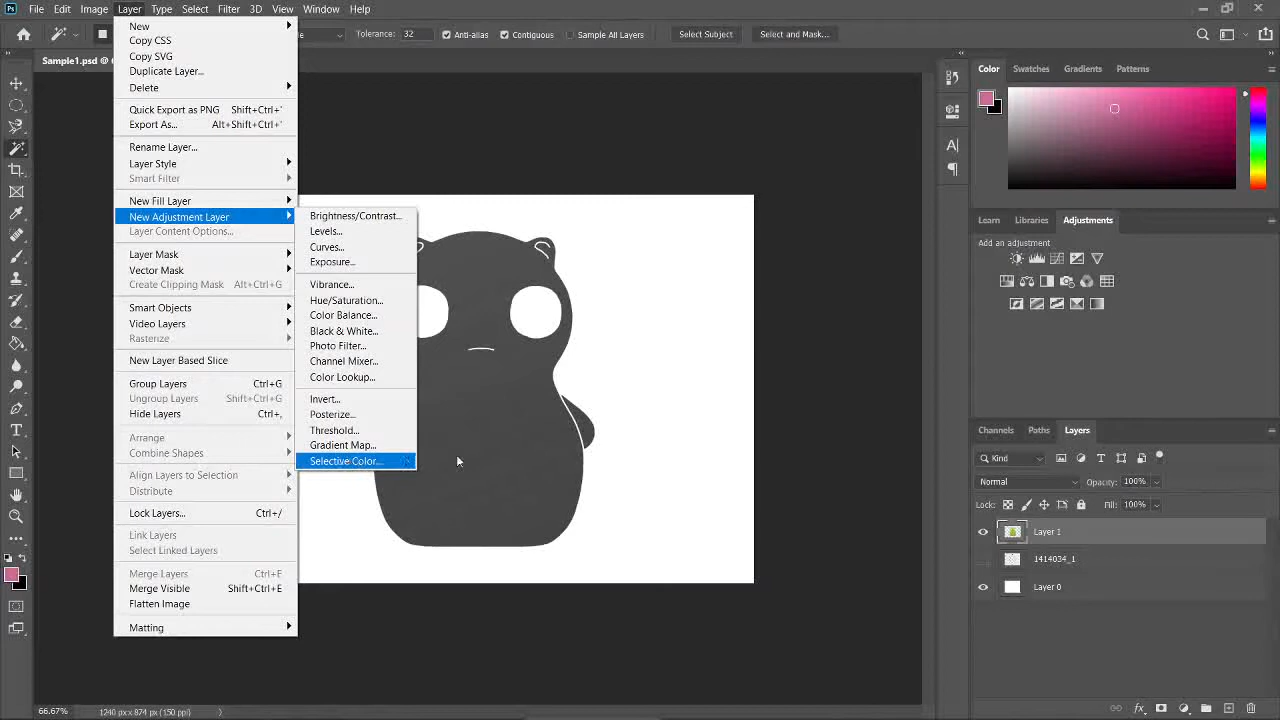 Ps File Edit Image Layer Type Select Filter 3D View Window Help
Tolerance: 32 Anti-alias Contiguous Sample All Layers Select Subject Select and Mask...
Sample1.psd @
New
Copy CSS
Copy SVG
Duplicate Layer...
Delete
Quick Export as PNG Shift+Ctrl+'
Export As... Alt+Shift+Ctrl+'
Rename Layer...
Layer Style
Smart Filter
New Fill Layer
New Adjustment Layer
Layer Content Options...
Layer Mask
Vector Mask
Create Clipping Mask Alt+Ctrl+G
Smart Objects
Video Layers
Rasterize
New Layer Based Slice
Group Layers Ctrl+G
Ungroup Layers Shift+Ctrl+G
Hide Layers Ctrl+,
Arrange
Combine Shapes
Align Layers to Selection
Distribute
Lock Layers... Ctrl+/
Link Layers
Select Linked Layers
Merge Layers Ctrl+E
Merge Visible Shift+Ctrl+E
Flatten Image
Matting
Brightness/Contrast...
Levels...
Curves...
Exposure...
Vibrance...
Hue/Saturation...
Color Balance...
Black & White...
Photo Filter...
Channel Mixer...
Color Lookup...
Invert...
Posterize...
Threshold...
Gradient Map...
Selective Color...
Color Swatches Gradients Patterns
Learn Libraries Adjustments
Add an adjustment
Channels Paths Layers
Kind
Normal Opacity: 100%
Lock: Fill: 100%
Layer 1
1414034_1
Layer 0
66.67% 1240 px x 874 px (150 ppi)